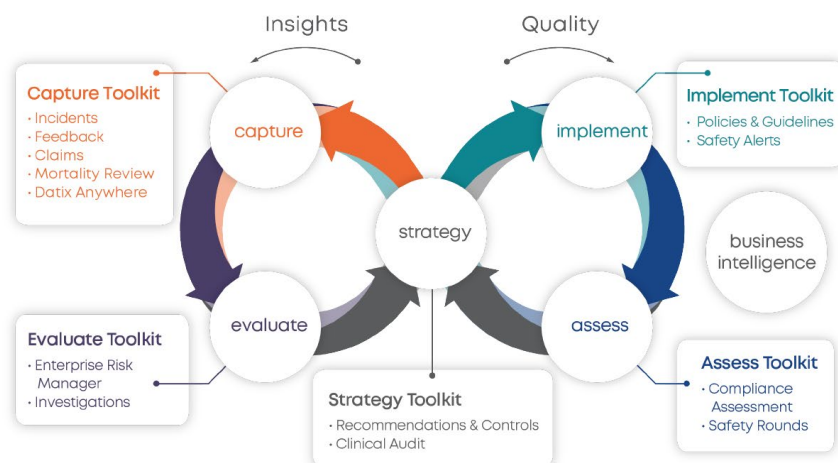 Insights
Quality
Capture Toolkit
· Incidents
· Feedback
· Claims
· Mortality Review
· Datix Anywhere
capture
implement
Implement Toolkit
· Policies & Guidelines
· Safety Alerts
strategy
business
intelligence
evaluate
assess
Evaluate Toolkit
· Enterprise Risk
Manager
· Investigations
Strategy Toolkit
· Recommendations & Controls
· Clinical Audit
Assess Toolkit
· Compliance
Assessment
· Safety Rounds